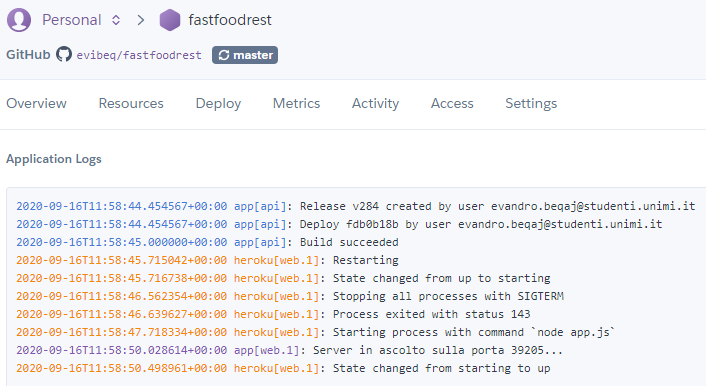 Personal fastfoodrest
GitHub evibeq/fastfoodrest master
Overview Resources Deploy Metrics Activity Access Settings
Application Logs
2020-09-16T11:58:44.454567+00:00 app[api]: Release v284 created by user evandro.beqaj@studenti.unimi.it
2020-09-16T11:58:44.454567+00:00 app[api]: Deploy fdb0b18b by user evandro.beqaj@studenti.unimi.it
2020-09-16T11:58:45.000000+00:00 app[api]: Build succeeded
2020-09-16T11:58:45.715042+00:00 heroku[web.1]: Restarting
2020-09-16T11:58:45.716738+00:00 heroku[web.1]: State changed from up to starting
2020-09-16T11:58:46.562354+00:00 heroku[web.1]: Stopping all processes with SIGTERM
2020-09-16T11:58:46.639627+00:00 heroku[web.1]: Process exited with status 143
2020-09-16T11:58:47.718334+00:00 heroku[web.1]: Starting process with command `node app.js`
2020-09-16T11:58:50.028614+00:00 app[web.1]: Server in ascolto sulla porta 39205...
2020-09-16T11:58:50.498961+00:00 heroku[web.1]: State changed from starting to up